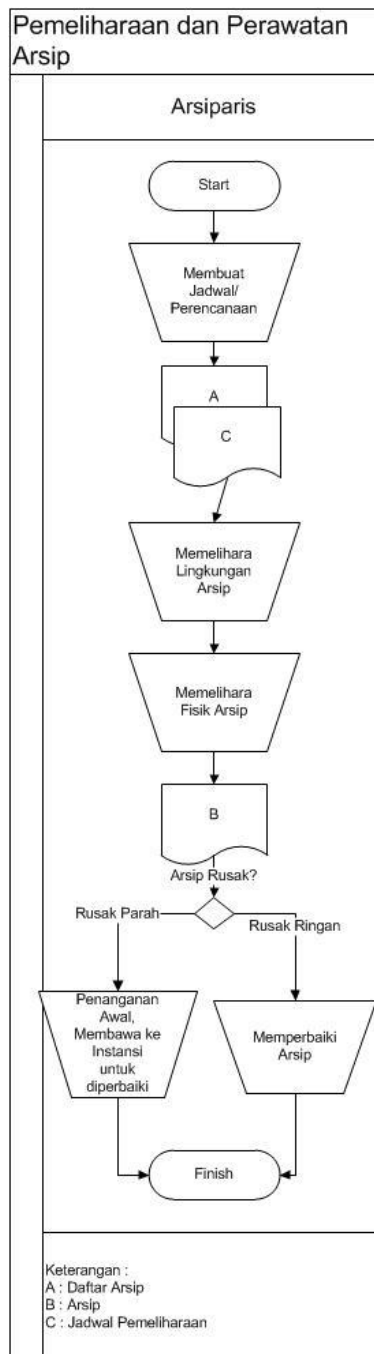 Pemeliharaan dan Perawatan
Arsip
Arsiparis
Start
Membuat
Jadwal/
Perencanaan
A
C
Memelihara
Lingkungan
Arsip
Memelihara
Fisik Arsip
B
Arsip Rusak?
Rusak Parah
Rusak Ringan
Penanganan
Awal,
Membawa ke
Instansi
untuk
diperbaiki
Memperbaiki
Arsip
Finish
Keterangan :
A : Daftar Arsip
B : Arsip
C : Jadwal Pemeliharaan